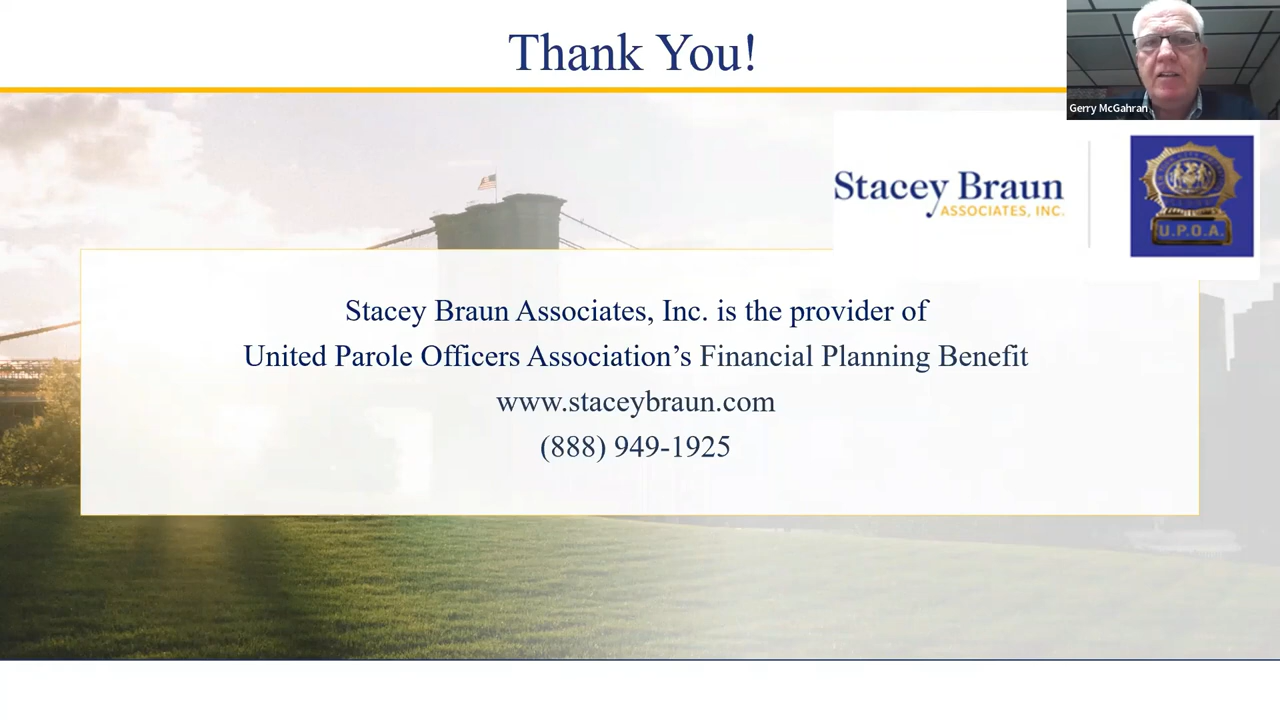 Thank You!
Gerry McGahran
Stacey Braun
ASSOCIATES, INC.
U.P.O.A.
Stacey Braun Associates, Inc. is the provider of
United Parole Officers Association’s Financial Planning Benefit
www.staceybraun.com
(888) 949-1925